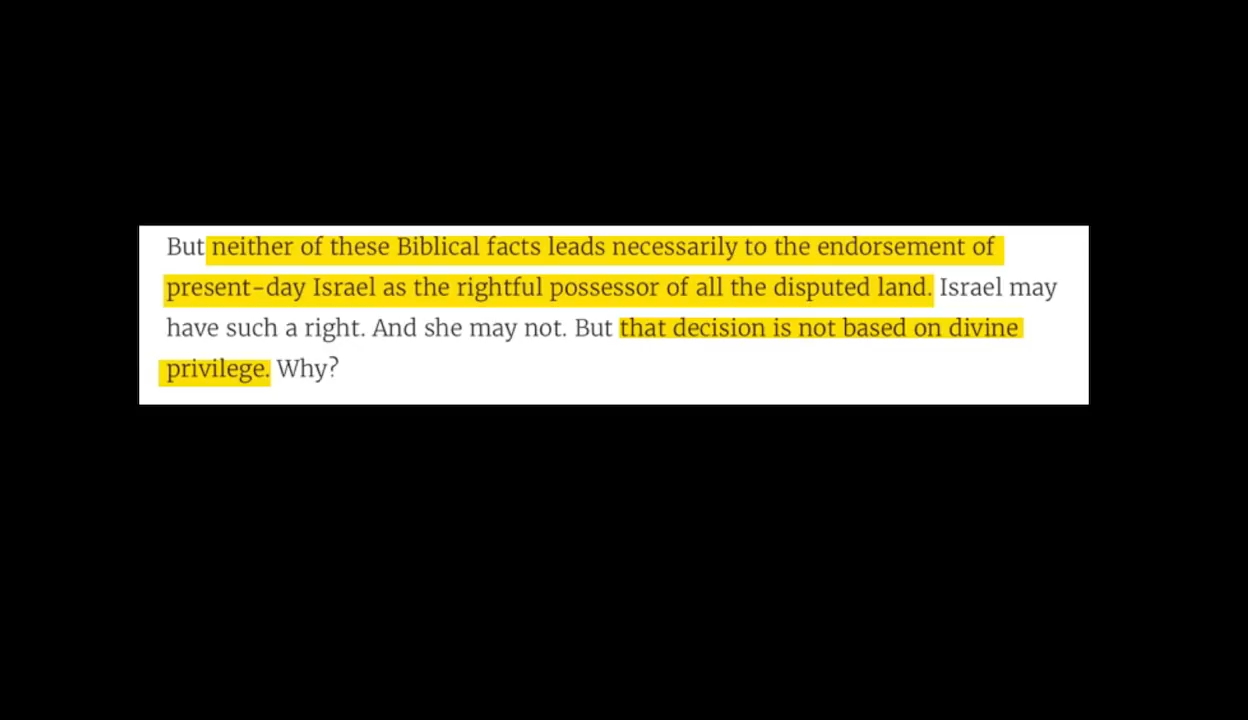 But neither of these Biblical facts leads necessarily to the endorsement of
present-day Israel as the rightful possessor of all the disputed land. Israel may
have such a right. And she may not. But that decision is not based on divine
privilege. Why?